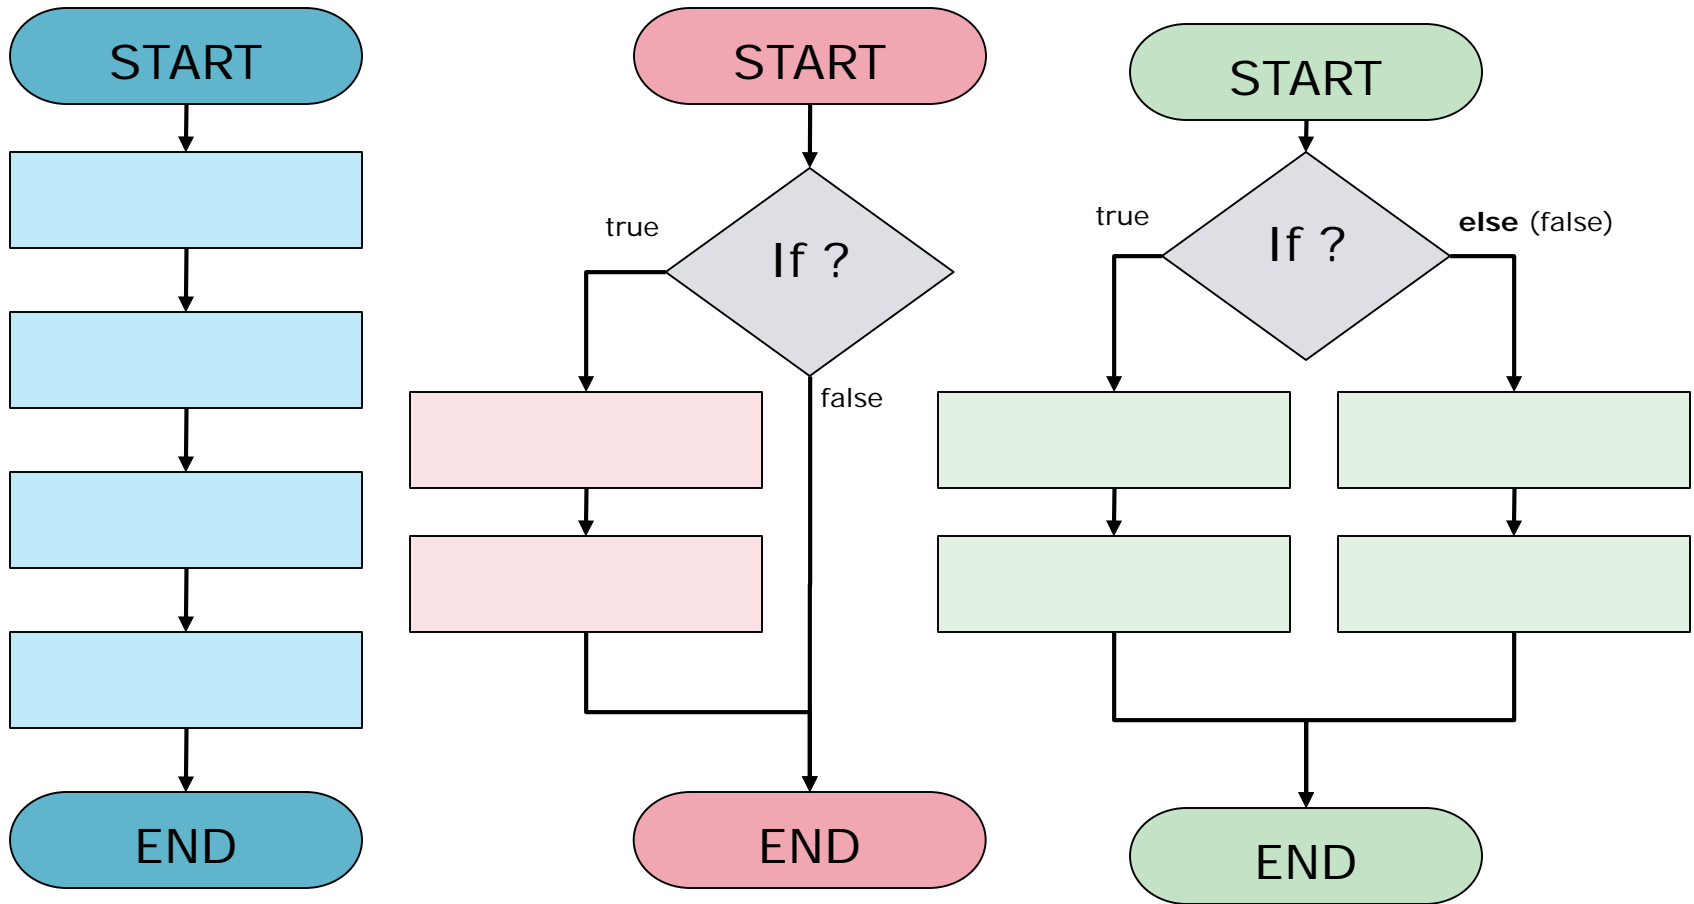 START
END
START
true
If ?
false
END
START
true
If ?
else (false)
END